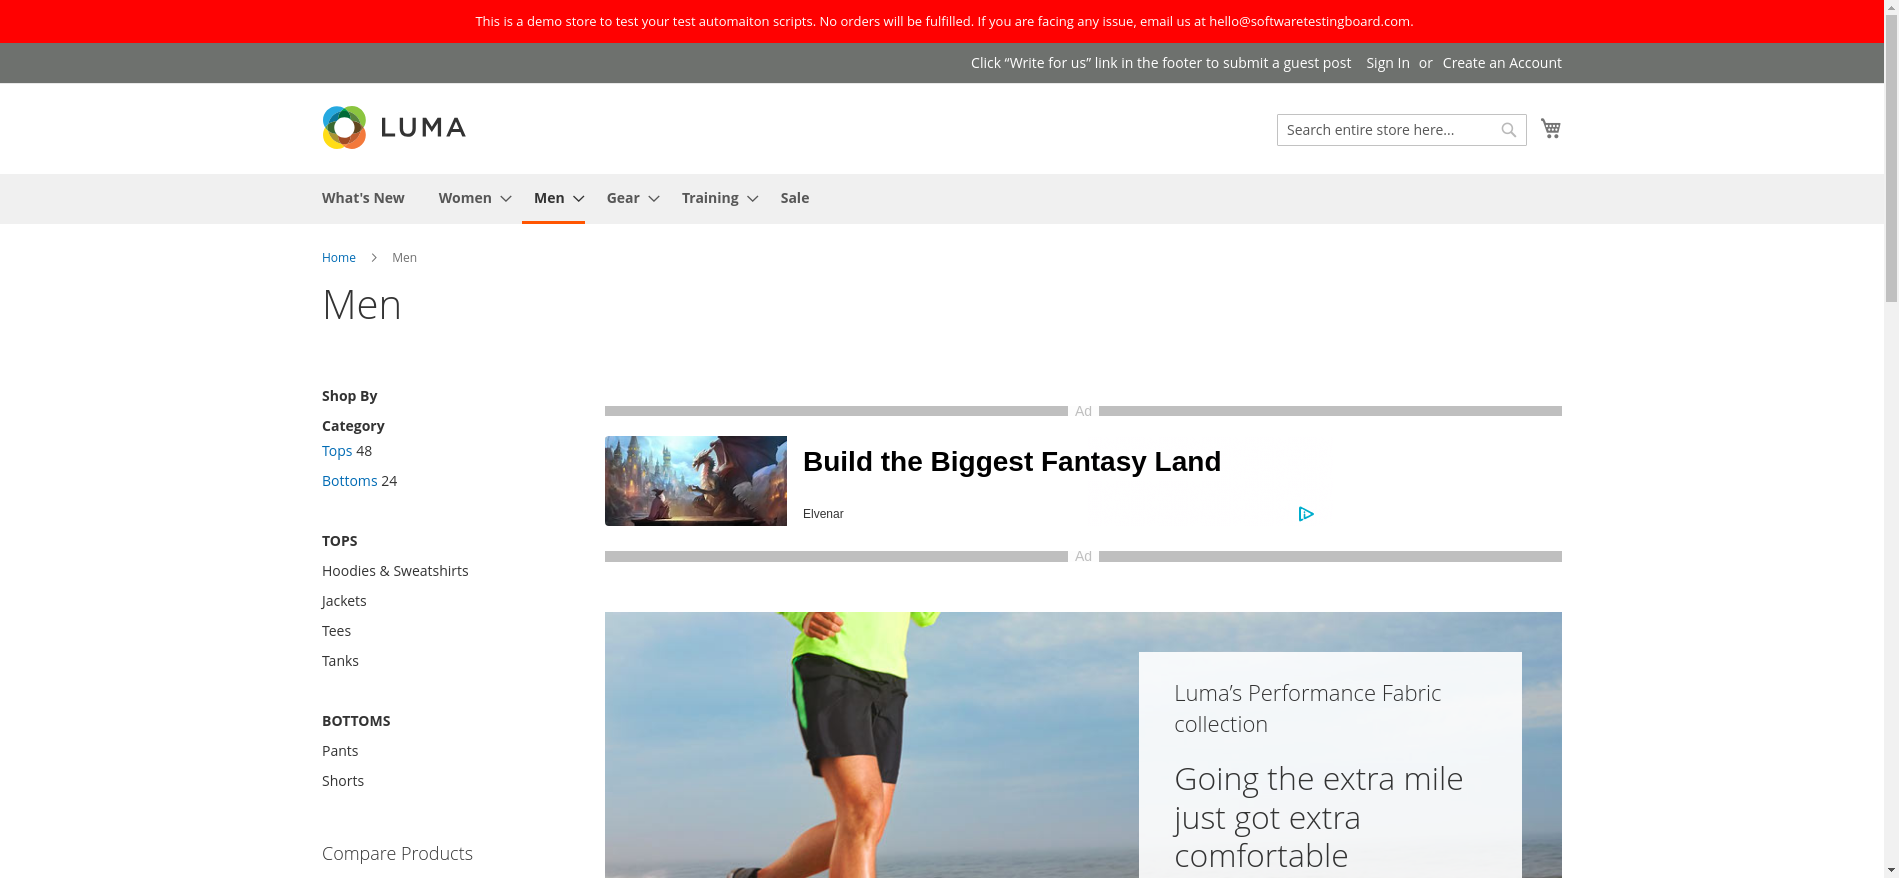 This is a demo store to test your test automaiton scripts. No orders will be fulfilled. If you are facing any issue, email us at hello@softwaretestingboard.com.
Click “Write for us” link in the footer to submit a guest post Sign In or Create an Account
LUMA
Search entire store here...
What's New Women Men Gear Training Sale
Home Men
Men
Shop By
Category
Tops 48
Bottoms 24
TOPS
Hoodies & Sweatshirts
Jackets
Tees
Tanks
BOTTOMS
Pants
Shorts
Compare Products
Ad
Build the Biggest Fantasy Land
Elvenar
Ad
Luma’s Performance Fabric
collection
Going the extra mile
just got extra
comfortable